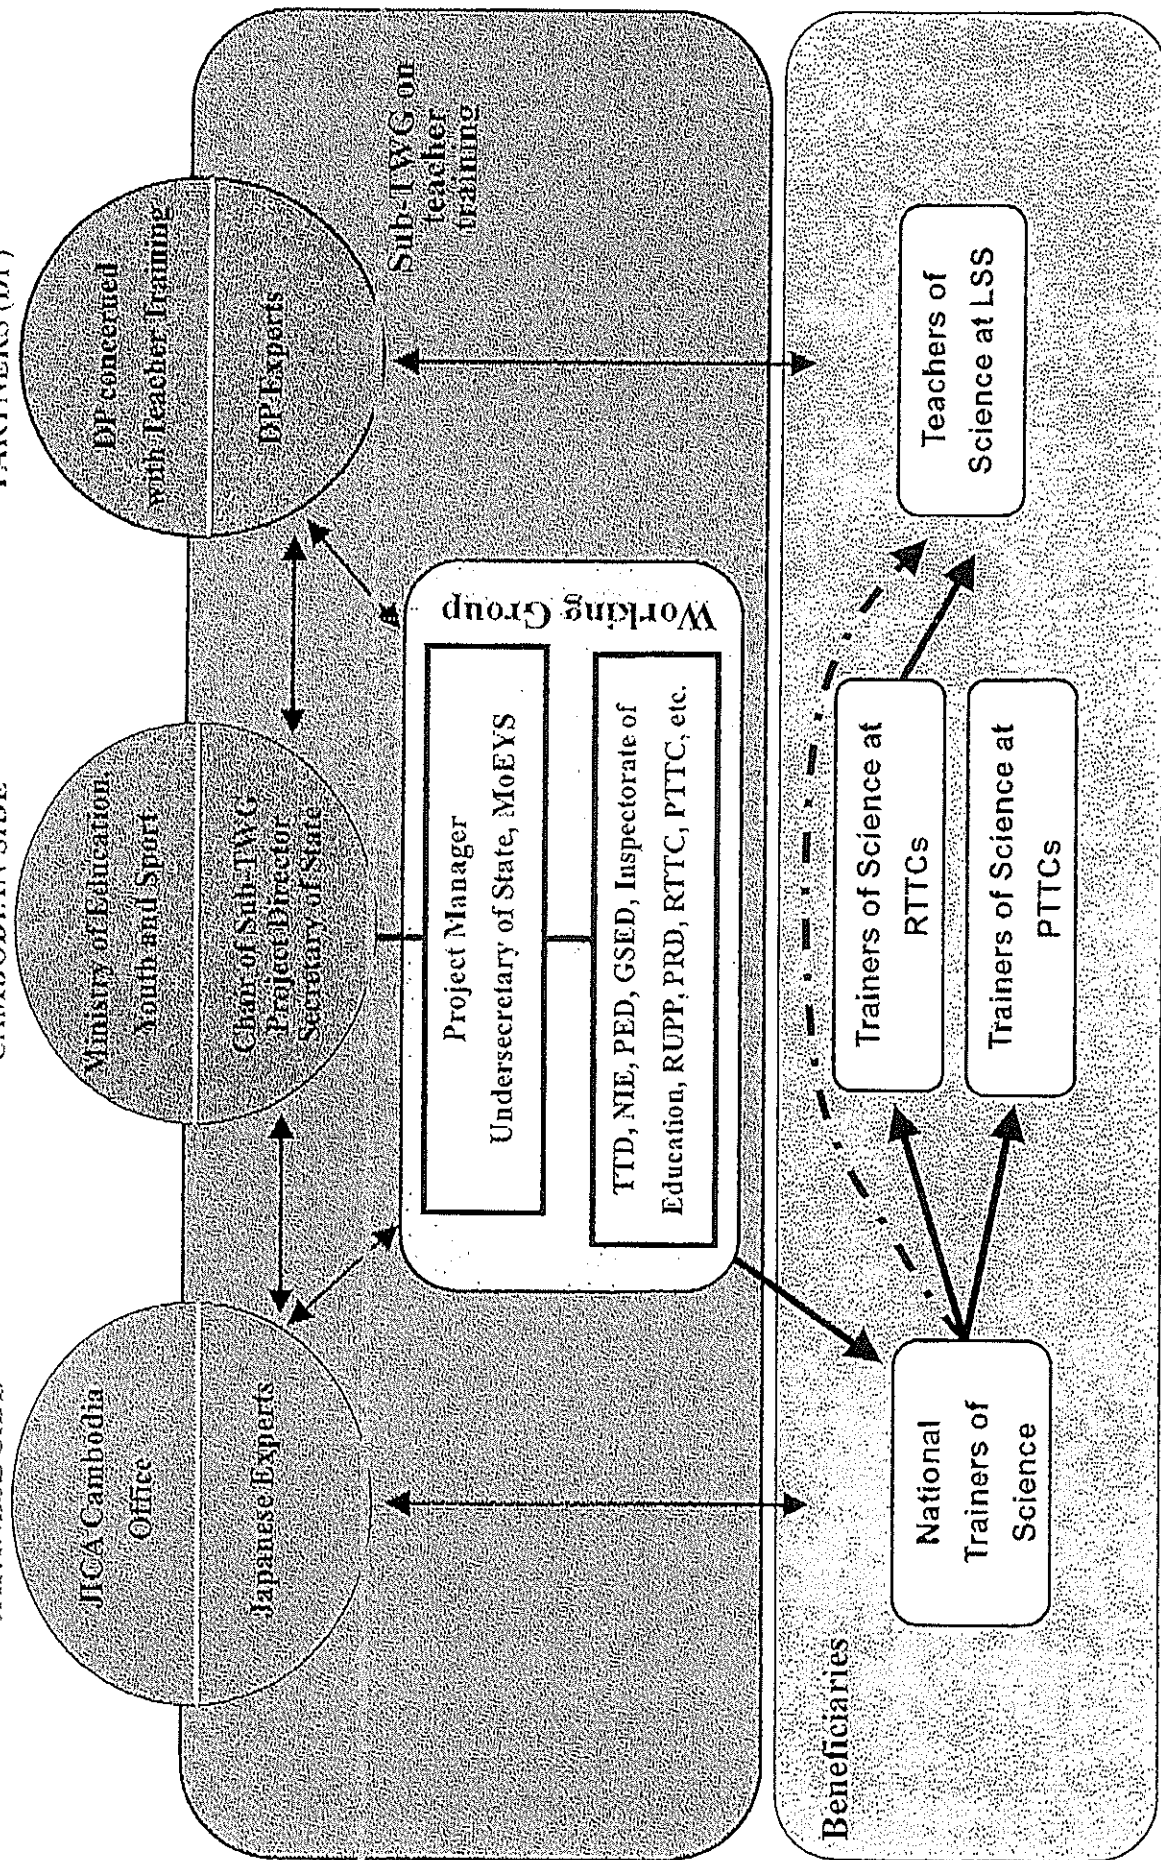 CAMBODIAN SIDE
PARTNERS (DP)
JICA Cambodia
Office
Japanese Experts
Ministry of Education
Youth and Sport
Chair of Sub-TWG
Project Director
Secretary of State
DP concerned
with Teacher Training
DP Experts
Sub-TWG on
teacher
training
Project Manager
Undersecretary of State, MoEYS
TTD, NIE, PED, GSED, Inspectorate of
Education, RUPP, PRD, RTTC, PTTC, etc.
Working Group
Beneficiaries
National
Trainers of
Science
Trainers of Science at
RTTCs
Trainers of Science at
PTTCs
Teachers of
Science at LSS